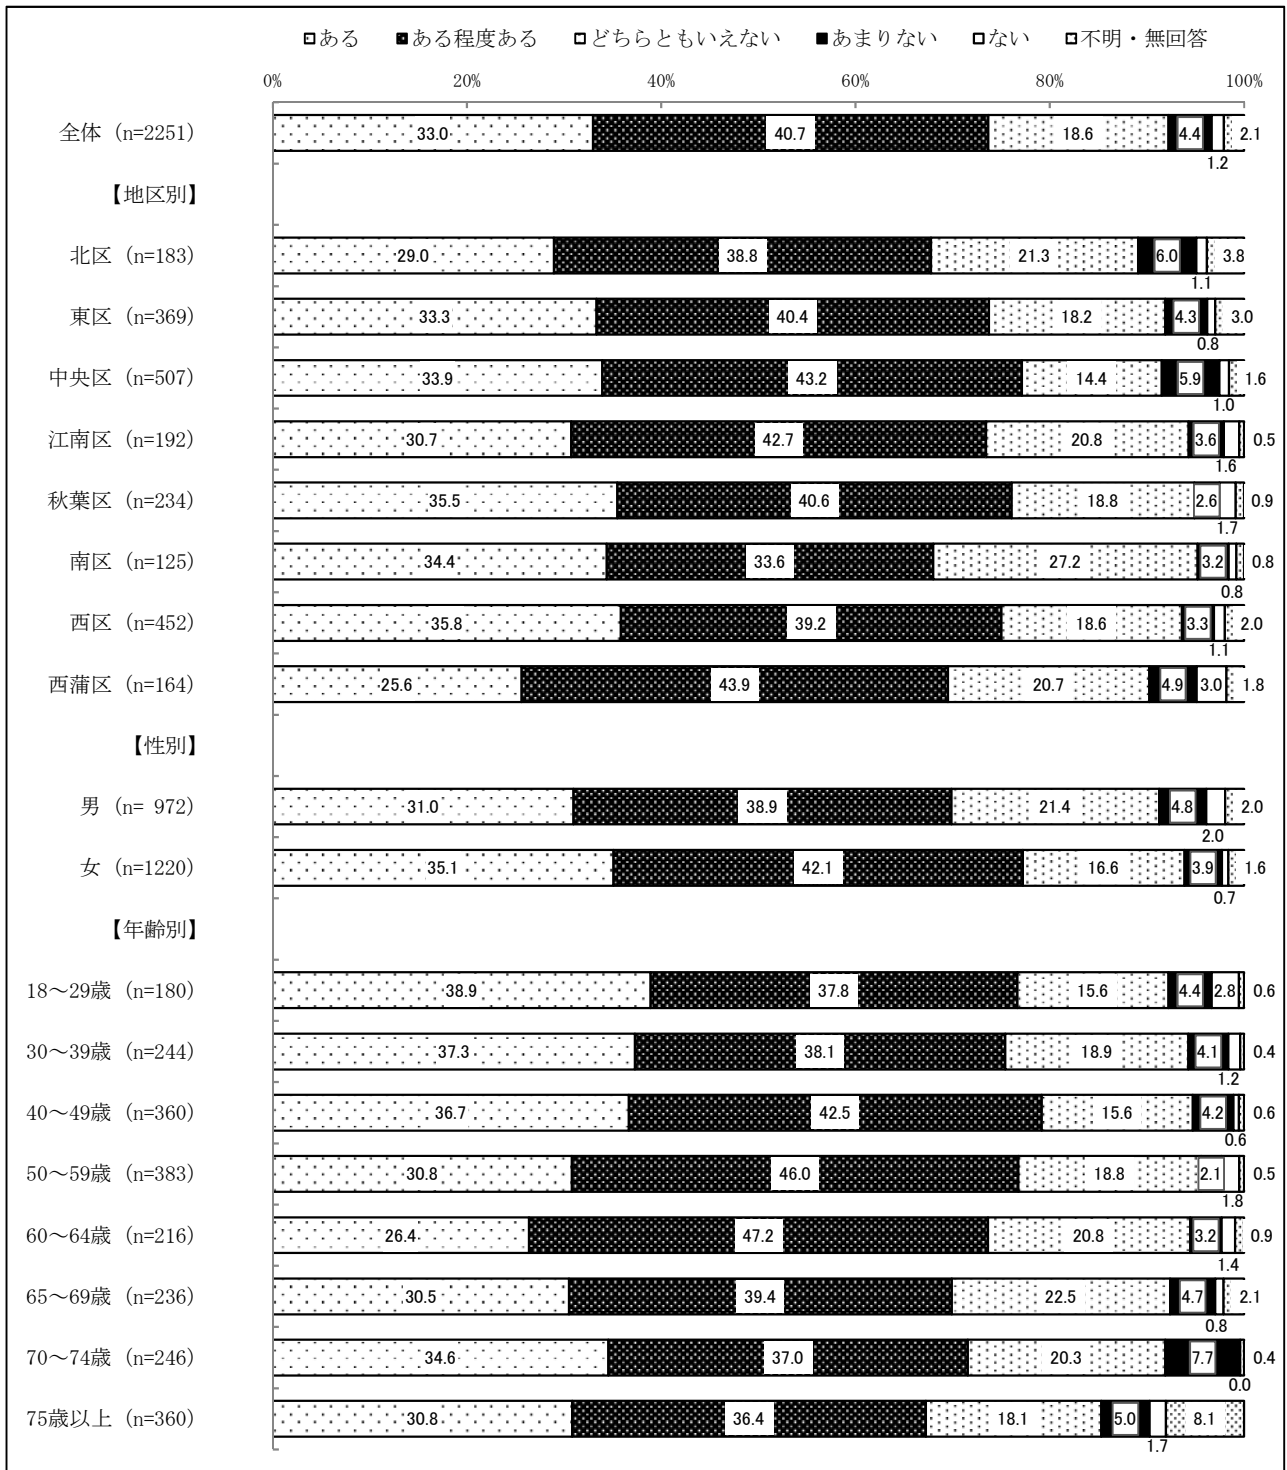 ある ある程度ある どちらともいえない あまりない ない 不明・無回答
0% 20% 40% 60% 80% 100%
全体 (n=2251) 33.0 40.7 18.6 4.4 2.1
1.2
【地区別】
北区 (n=183) 29.0 38.8 21.3 6.0 3.8
1.1
東区 (n=369) 33.3 40.4 18.2 4.3 3.0
0.8
中央区 (n=507) 33.9 43.2 14.4 5.9 1.6
1.0
江南区 (n=192) 30.7 42.7 20.8 3.6 0.5
1.6
秋葉区 (n=234) 35.5 40.6 18.8 2.6 0.9
1.7
南区 (n=125) 34.4 33.6 27.2 3.2 0.8
0.8
西区 (n=452) 35.8 39.2 18.6 3.3 2.0
1.1
西蒲区 (n=164) 25.6 43.9 20.7 4.9 3.0 1.8
【性別】
男 (n= 972) 31.0 38.9 21.4 4.8 2.0
2.0
女 (n=1220) 35.1 42.1 16.6 3.9 1.6
0.7
【年齢別】
18～29歳 (n=180) 38.9 37.8 15.6 4.4 2.8 0.6
30～39歳 (n=244) 37.3 38.1 18.9 4.1 0.4
1.2
40～49歳 (n=360) 36.7 42.5 15.6 4.2 0.6
0.6
50～59歳 (n=383) 30.8 46.0 18.8 2.1 0.5
1.8
60～64歳 (n=216) 26.4 47.2 20.8 3.2 0.9
1.4
65～69歳 (n=236) 30.5 39.4 22.5 4.7 2.1
0.8
70～74歳 (n=246) 34.6 37.0 20.3 7.7 0.4
0.0
75歳以上 (n=360) 30.8 36.4 18.1 5.0 8.1
1.7